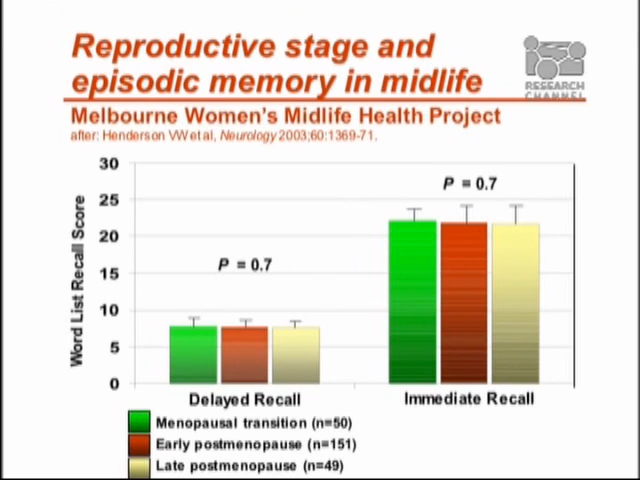 Reproductive stage and
episodic memory in midlife
RESEARCH
CHANNEL
Melbourne Women's Midlife Health Project
after: Henderson VW et al, Neurology 2003;60:1369-71.
Word List Recall Score
30
25
20
15
10
5
0
P = 0.7
P = 0.7
Delayed Recall
Immediate Recall
Menopausal transition (n=50)
Early postmenopause (n=151)
Late postmenopause (n=49)